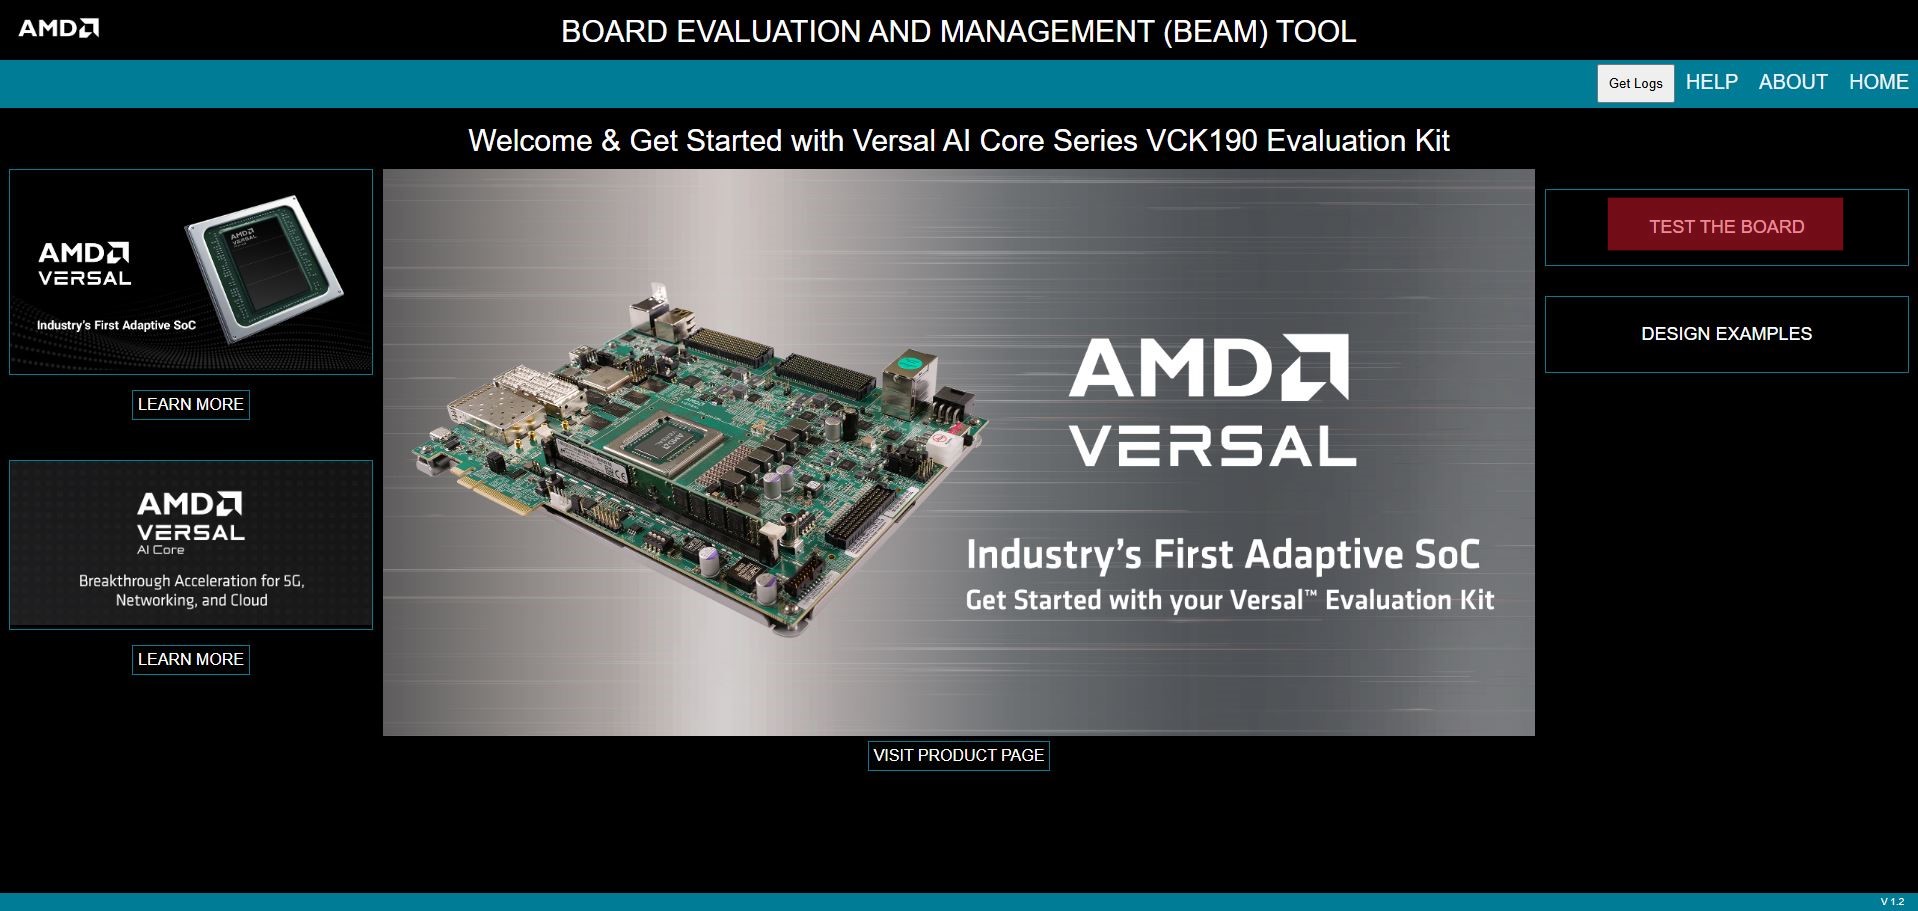 AMD
BOARD EVALUATION AND MANAGEMENT (BEAM) TOOL
Get Logs
HELP
ABOUT
HOME
Welcome & Get Started with Versal AI Core Series VCK190 Evaluation Kit
AMD
VERSAL
Industry's First Adaptive SoC
AMD
LEARN MORE
AMD
VERSAL
AI Core
Breakthrough Acceleration for 5G,
Networking, and Cloud
LEARN MORE
AMD
VERSAL
Industry's First Adaptive SoC
Get Started with your Versal™ Evaluation Kit
VISIT PRODUCT PAGE
TEST THE BOARD
DESIGN EXAMPLES
V 1.2